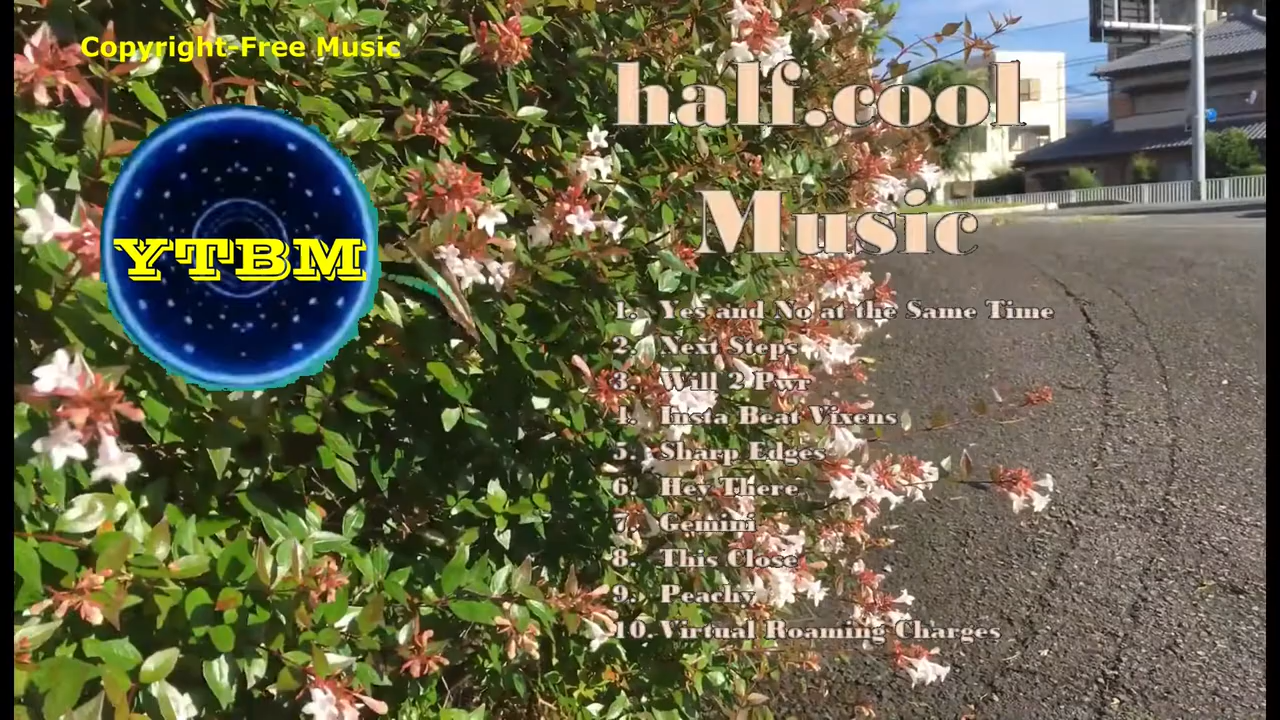 Copyright-Free Music
YTBM
half.cool
Music
1. Yes and No at the Same Time
2. Next Steps
3. Will 2 Pwr
4. Insta Beat Vixens
5. Sharp Edges
6. Hey There
7. Gemini
8. This Close
9. Peachy
10. Virtual Roaming Charges